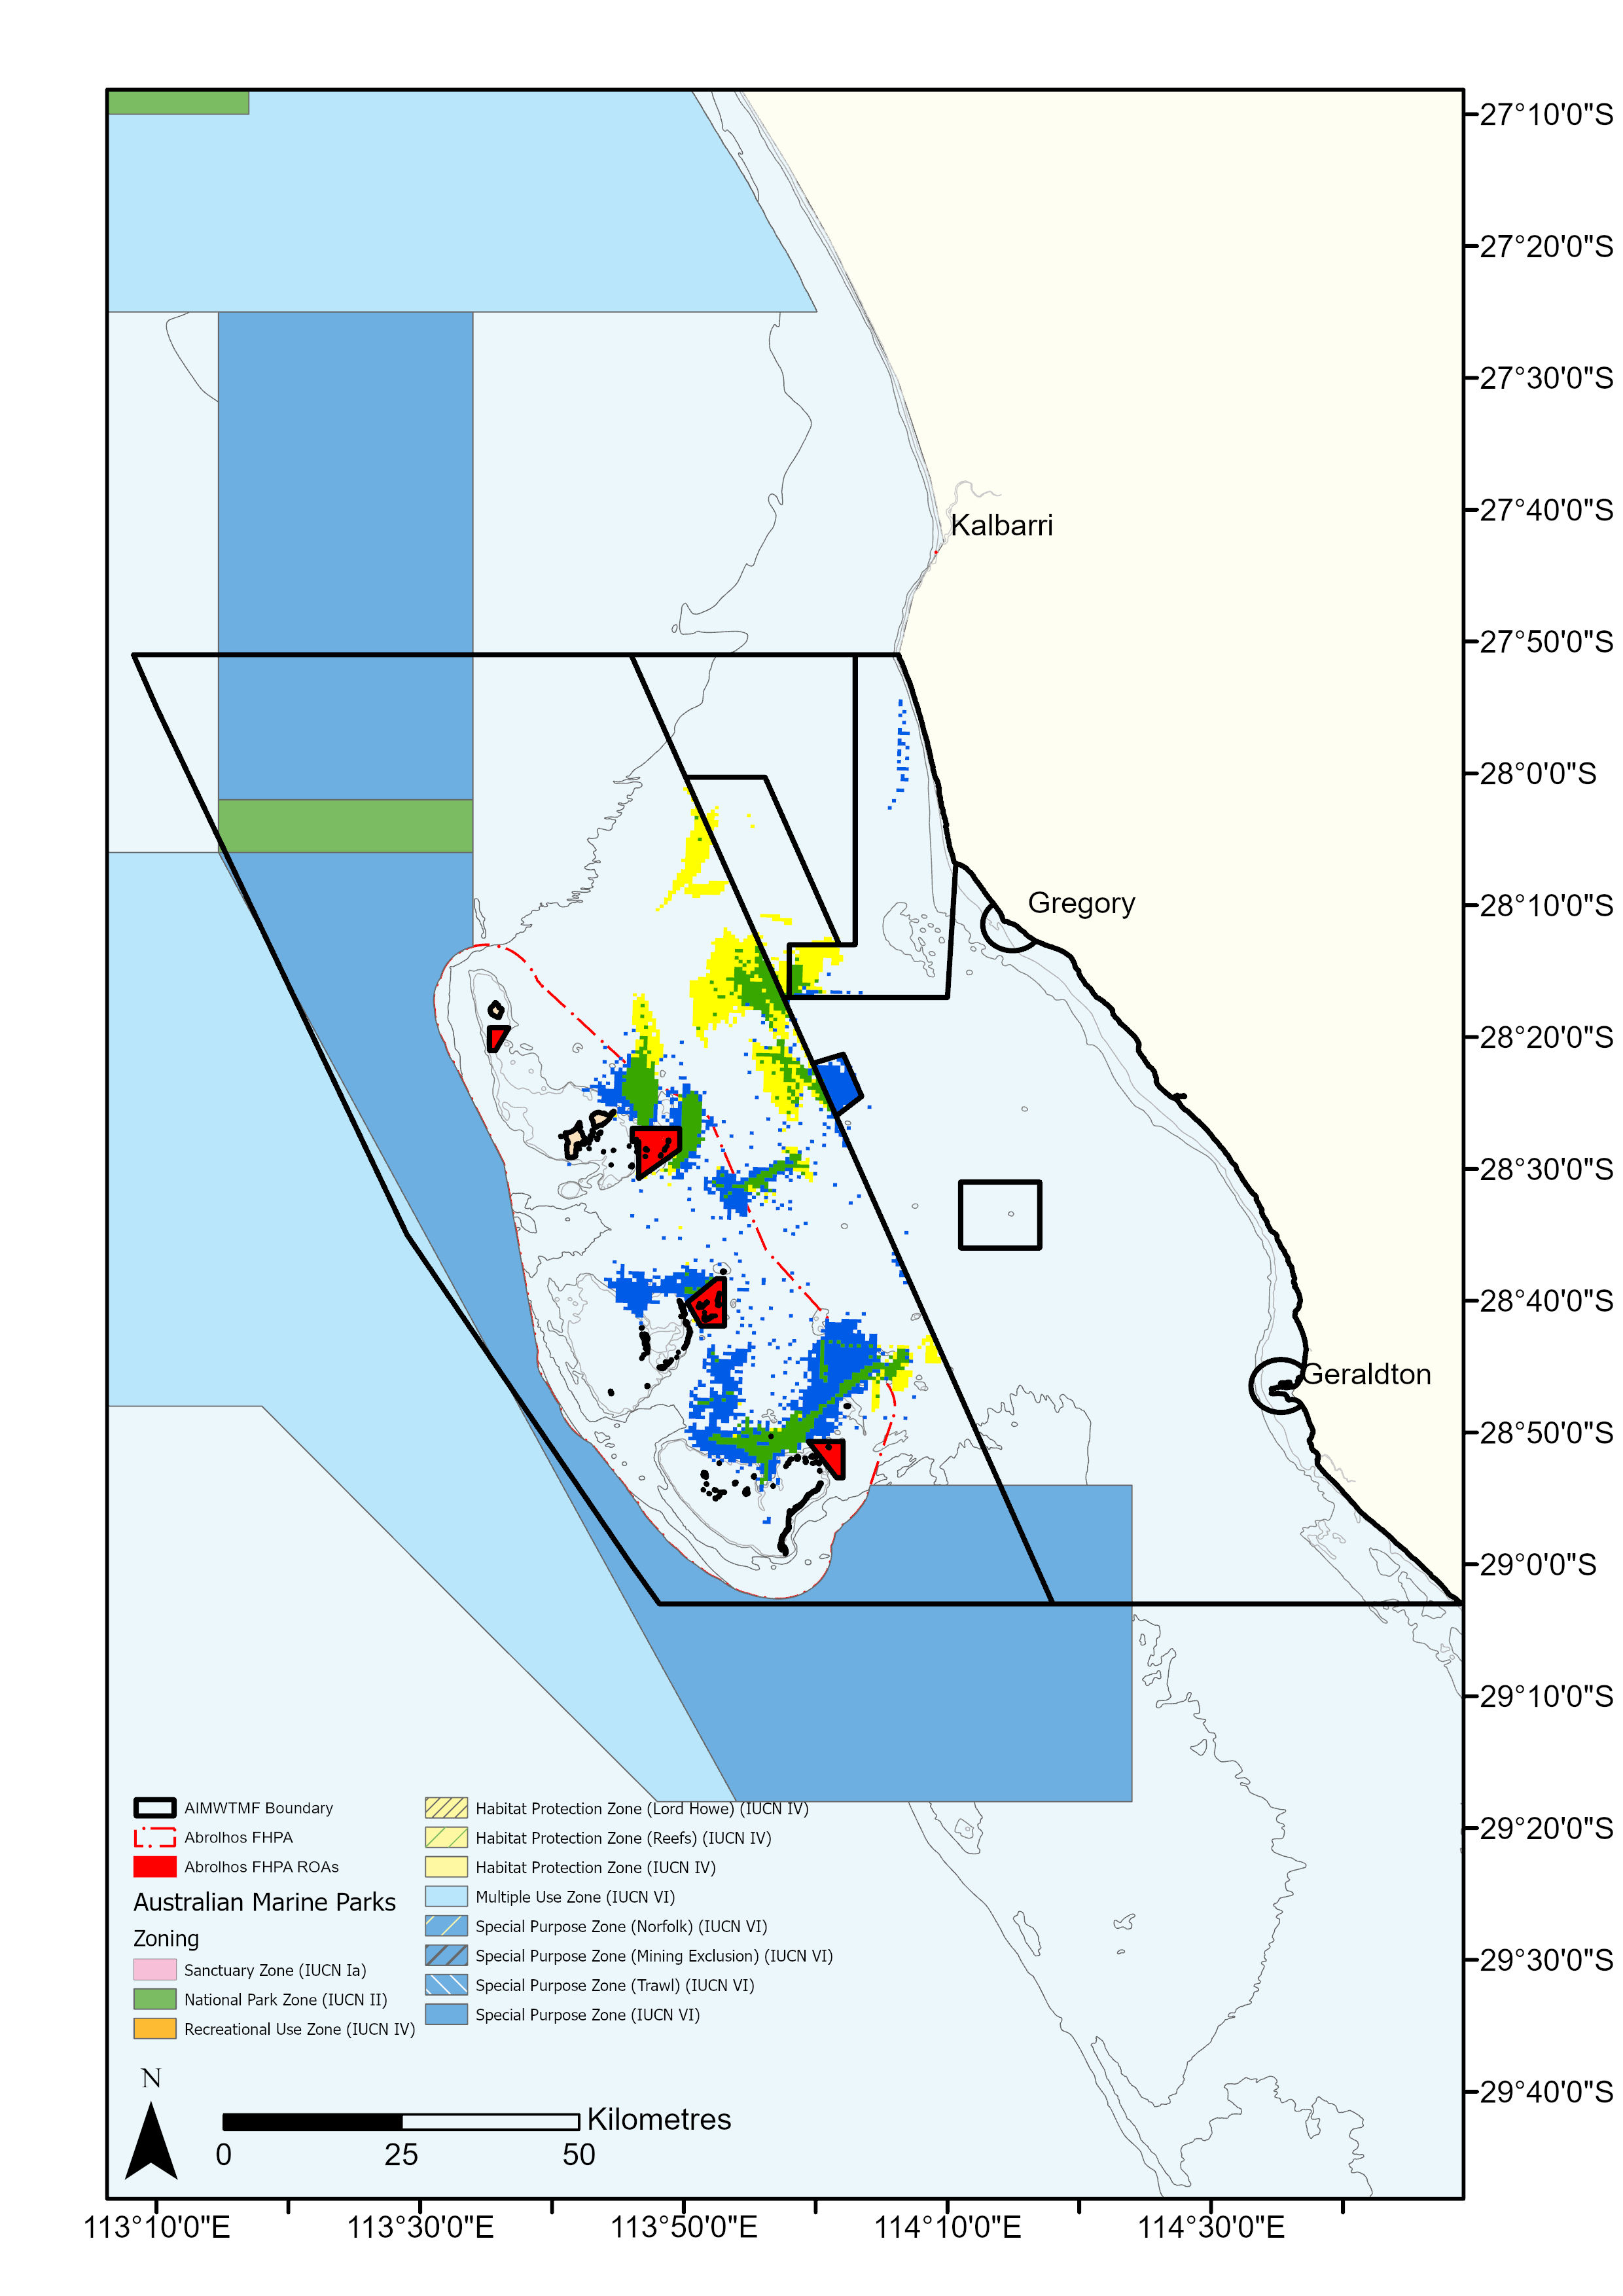 27°10'0"S
27°20'0"S
27°30'0"S
27°40'0"S
Kalbarri
27°50'0"S
28°0'0"S
Gregory
28°10'0"S
28°20'0"S
28°30'0"S
28°40'0"S
Geraldton
28°50'0"S
29°0'0"S
29°10'0"S
29°20'0"S
29°30'0"S
29°40'0"S
AIMWTMF Boundary
Abrolhos FHPA
Abrolhos FHPA ROAs
Australian Marine Parks
Zoning
Sanctuary Zone (IUCN Ia)
National Park Zone (IUCN II)
Recreational Use Zone (IUCN IV)
Habitat Protection Zone (Lord Howe) (IUCN IV)
Habitat Protection Zone (Reefs) (IUCN IV)
Habitat Protection Zone (IUCN IV)
Multiple Use Zone (IUCN VI)
Special Purpose Zone (Norfolk) (IUCN VI)
Special Purpose Zone (Mining Exclusion) (IUCN VI)
Special Purpose Zone (Trawl) (IUCN VI)
Special Purpose Zone (IUCN VI)
N
Kilometres
0 25 50
113°10'0"E 113°30'0"E 113°50'0"E 114°10'0"E 114°30'0"E